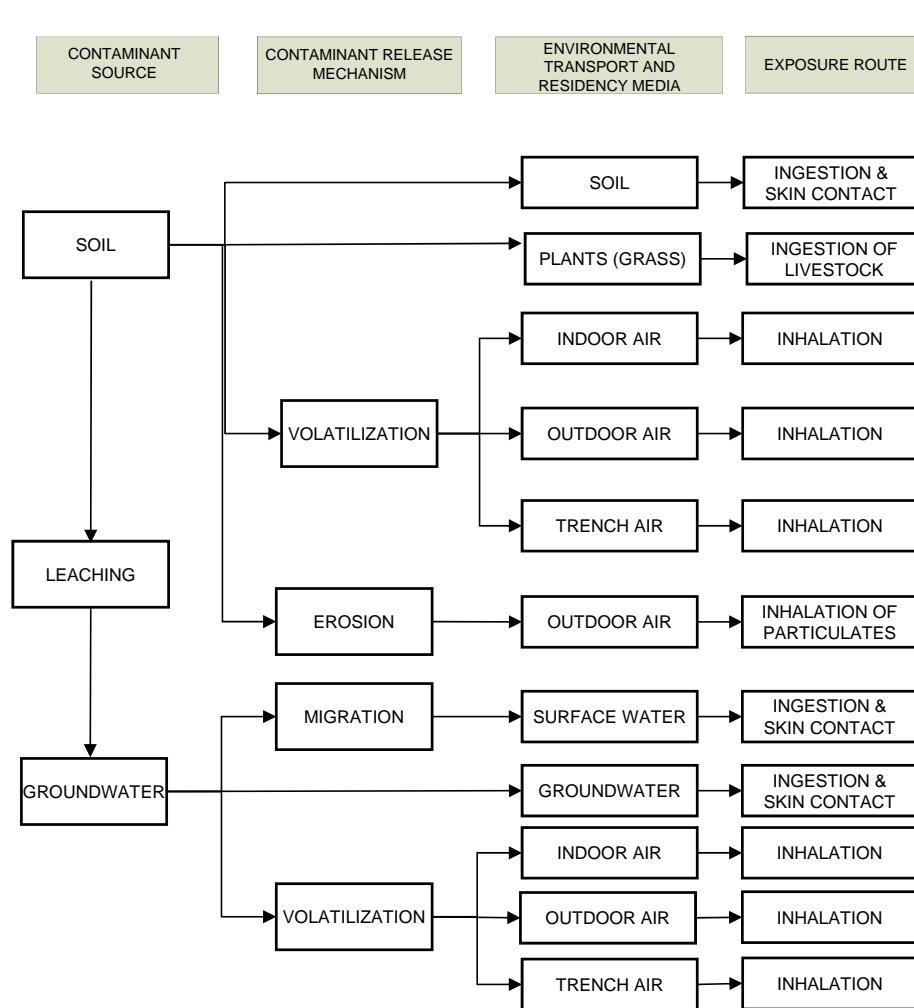 CONTAMINANT
SOURCE
CONTAMINANT RELEASE
MECHANISM
ENVIRONMENTAL
TRANSPORT AND
RESIDENCY MEDIA
EXPOSURE ROUTE
SOIL
INGESTION &
SKIN CONTACT
SOIL
PLANTS (GRASS)
INGESTION OF
LIVESTOCK
INDOOR AIR
INHALATION
VOLATILIZATION
OUTDOOR AIR
INHALATION
TRENCH AIR
INHALATION
LEACHING
EROSION
OUTDOOR AIR
INHALATION OF
PARTICULATES
MIGRATION
SURFACE WATER
INGESTION &
SKIN CONTACT
GROUNDWATER
GROUNDWATER
INGESTION &
SKIN CONTACT
INDOOR AIR
INHALATION
VOLATILIZATION
OUTDOOR AIR
INHALATION
TRENCH AIR
INHALATION